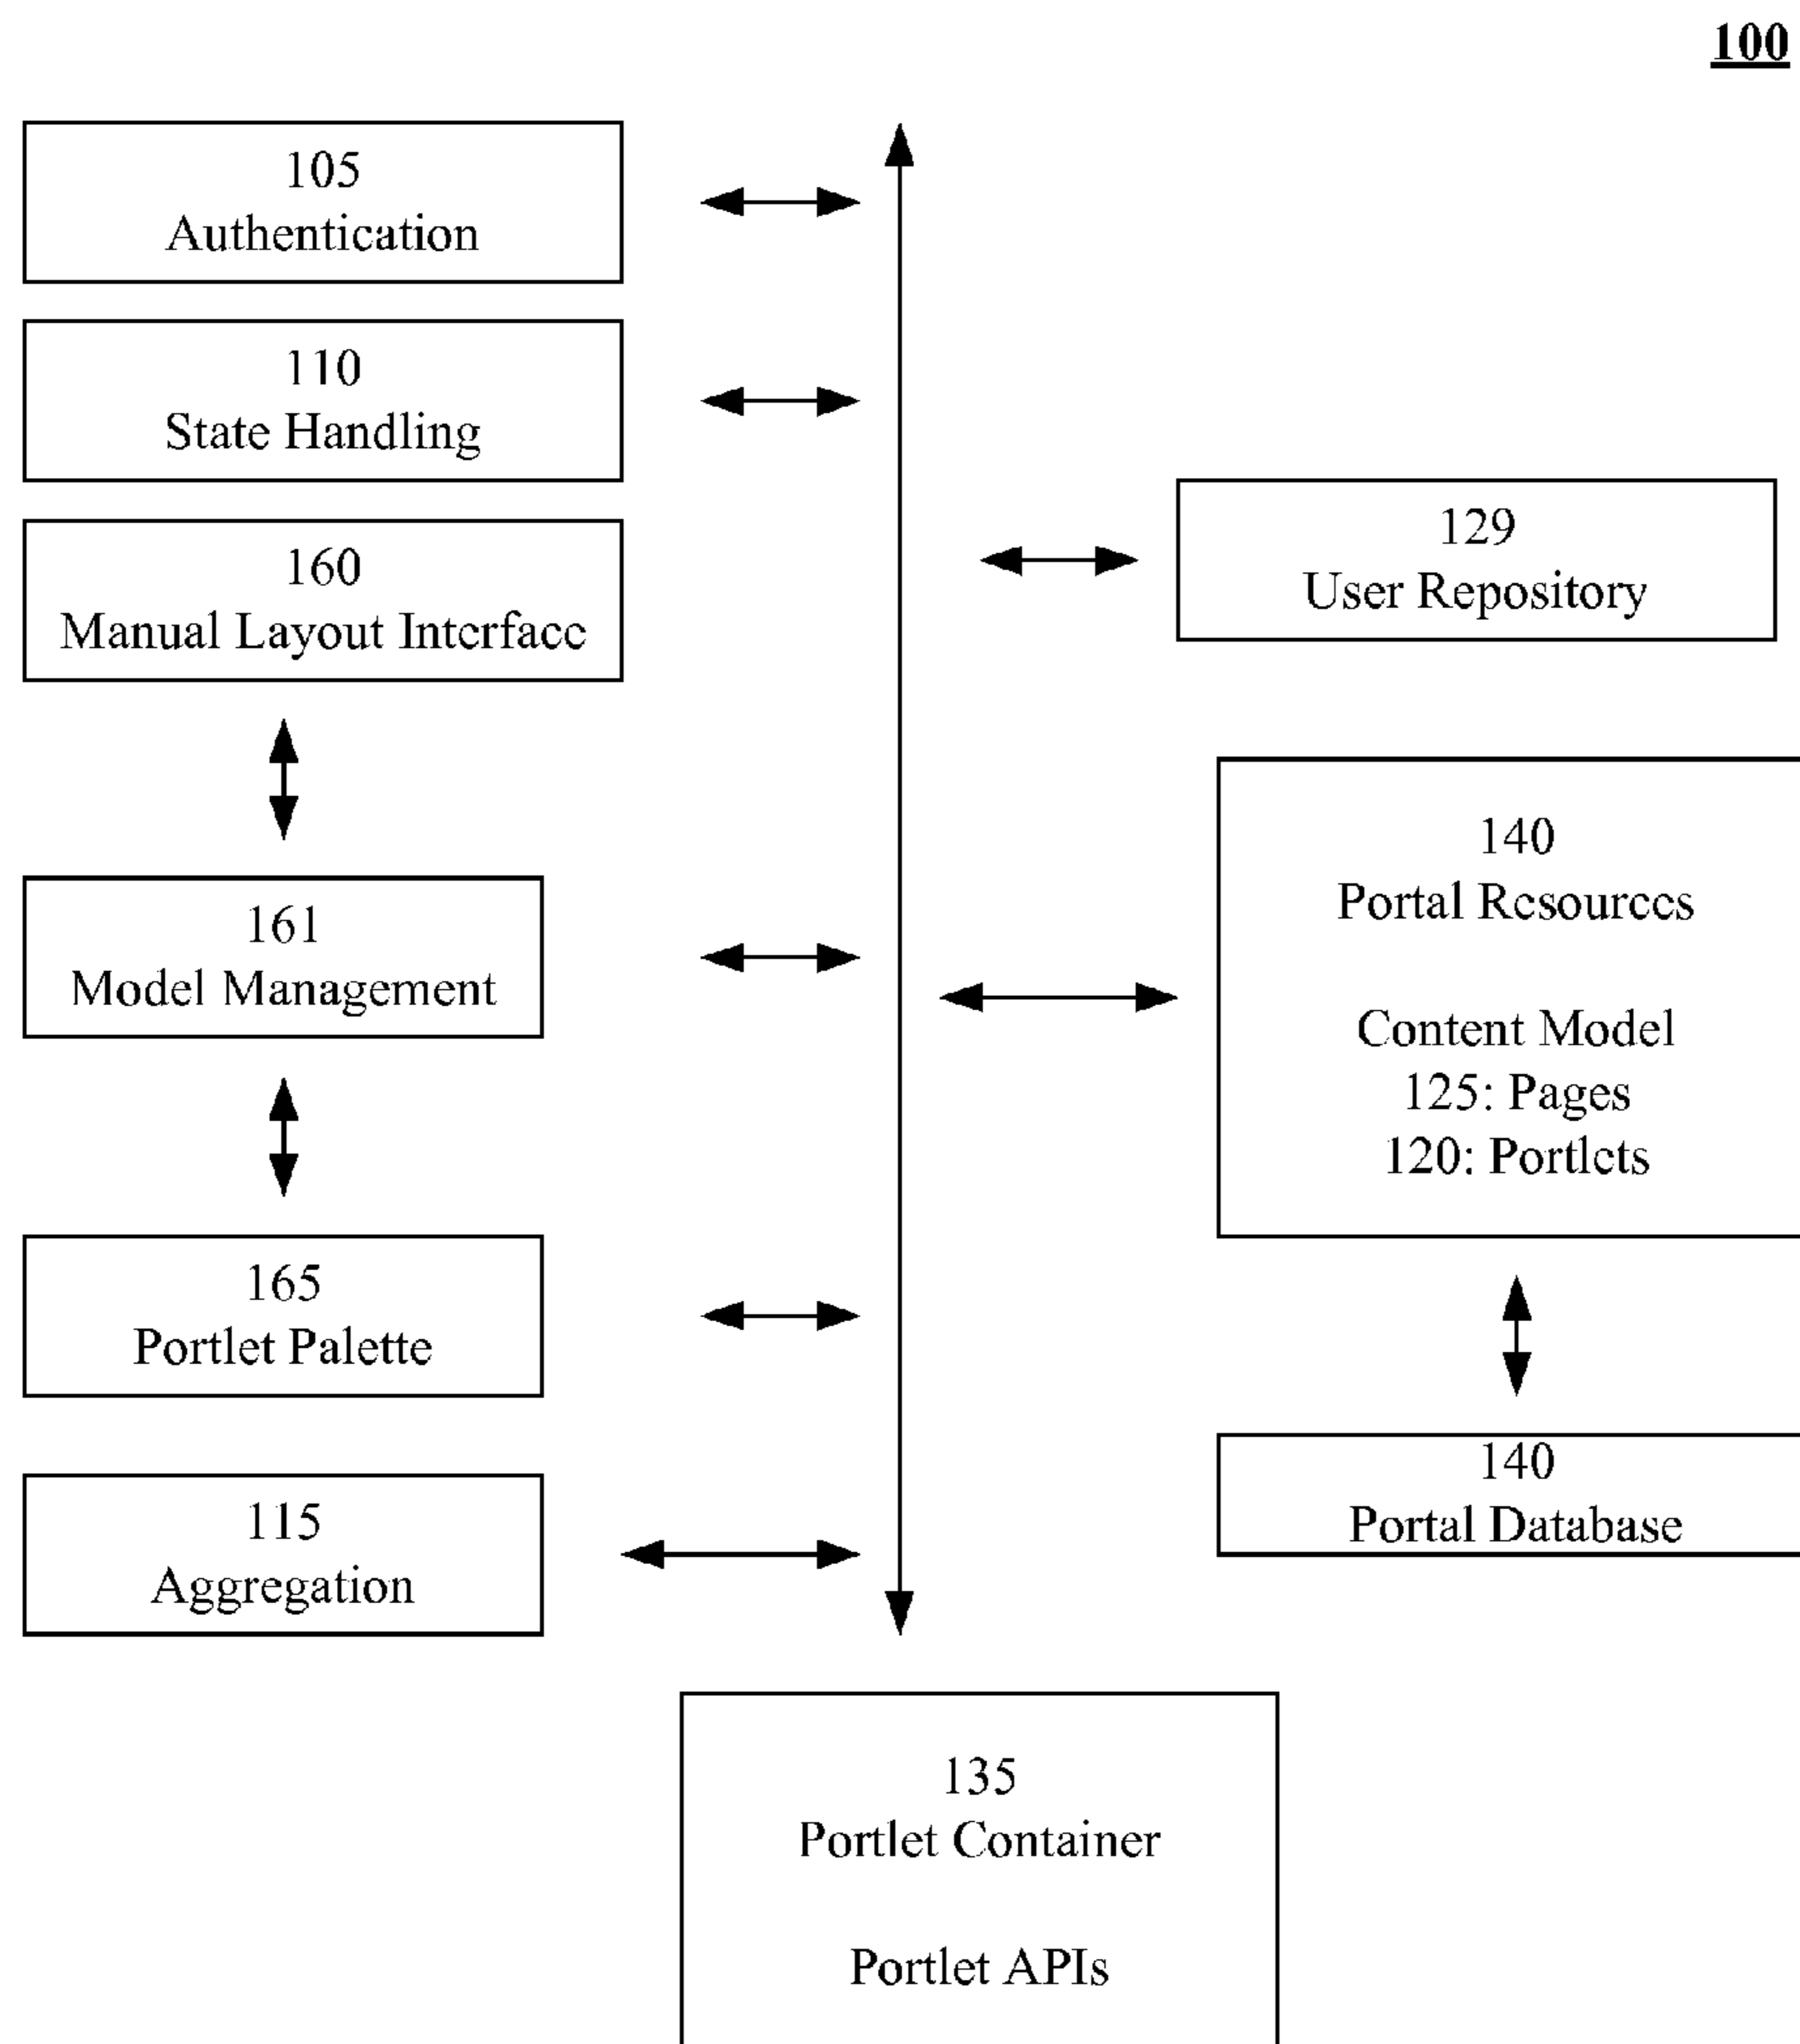 100
105
Authentication
110
State Handling
160
Manual Layout Interface
129
User Repository
161
Model Management
140
Portal Resources
Content Model
125: Pages
120: Portlets
165
Portlet Palette
140
Portal Database
115
Aggregation
135
Portlet Container
Portlet APIs